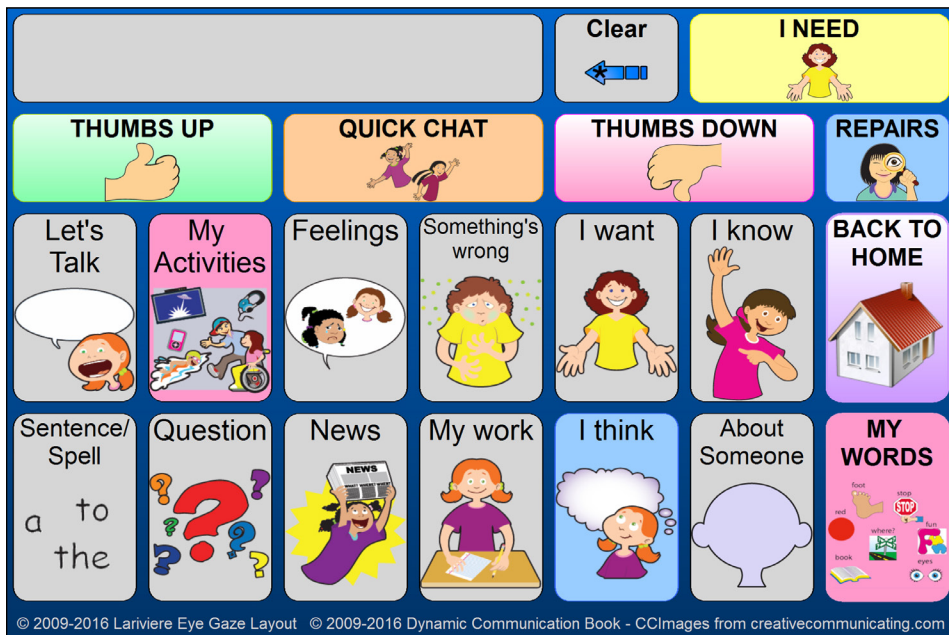 Clear
I NEED
THUMBS UP
QUICK CHAT
THUMBS DOWN
REPAIRS
Let's
Talk
My
Activities
Feelings
Something's
wrong
I want
I know
BACK TO
HOME
Sentence/
Spell
a to
the
Question
News
NEWS
My work
I think
About
Someone
MY
WORDS
foot
stop
STOP
red
where?
fun
book
eyes
© 2009-2016 Lariviere Eye Gaze Layout © 2009-2016 Dynamic Communication Book - CCImages from creativecommunicating.com